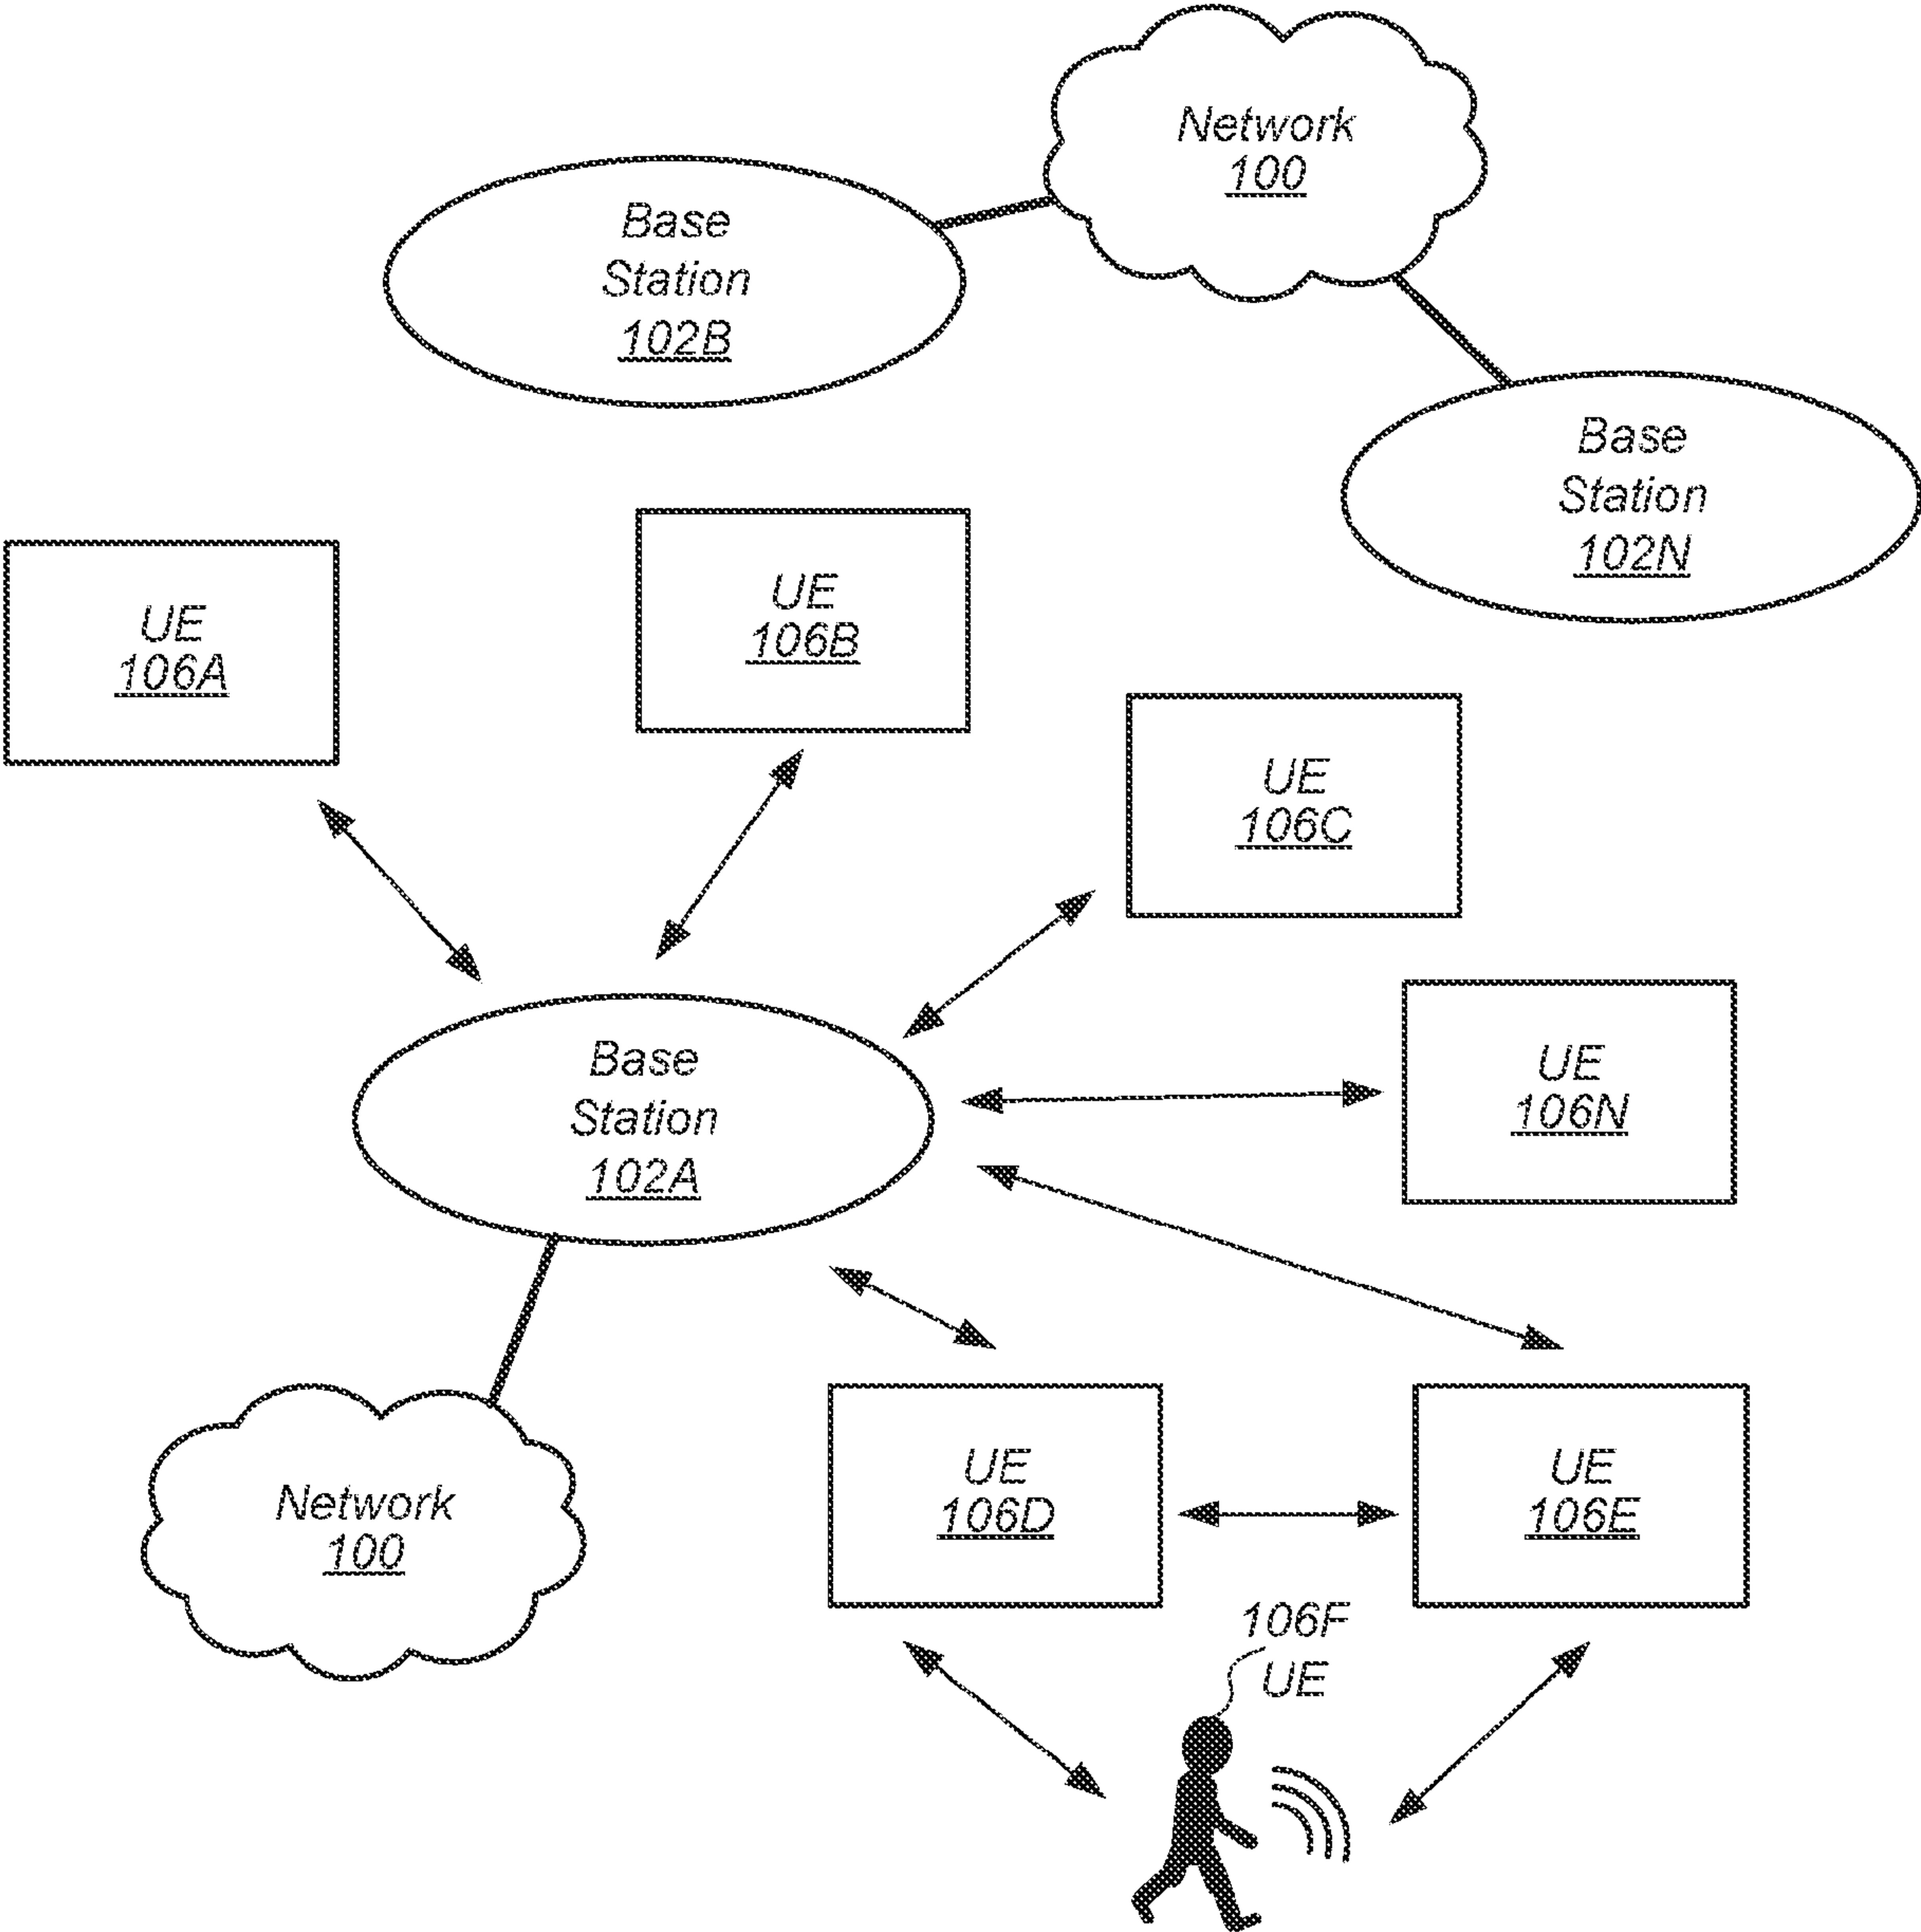 Network
100
Base
Station
102B
Base
Station
102N
UE
106A
UE
106B
UE
106C
Base
Station
102A
UE
106N
Network
100
UE
106D
UE
106E
106F
UE